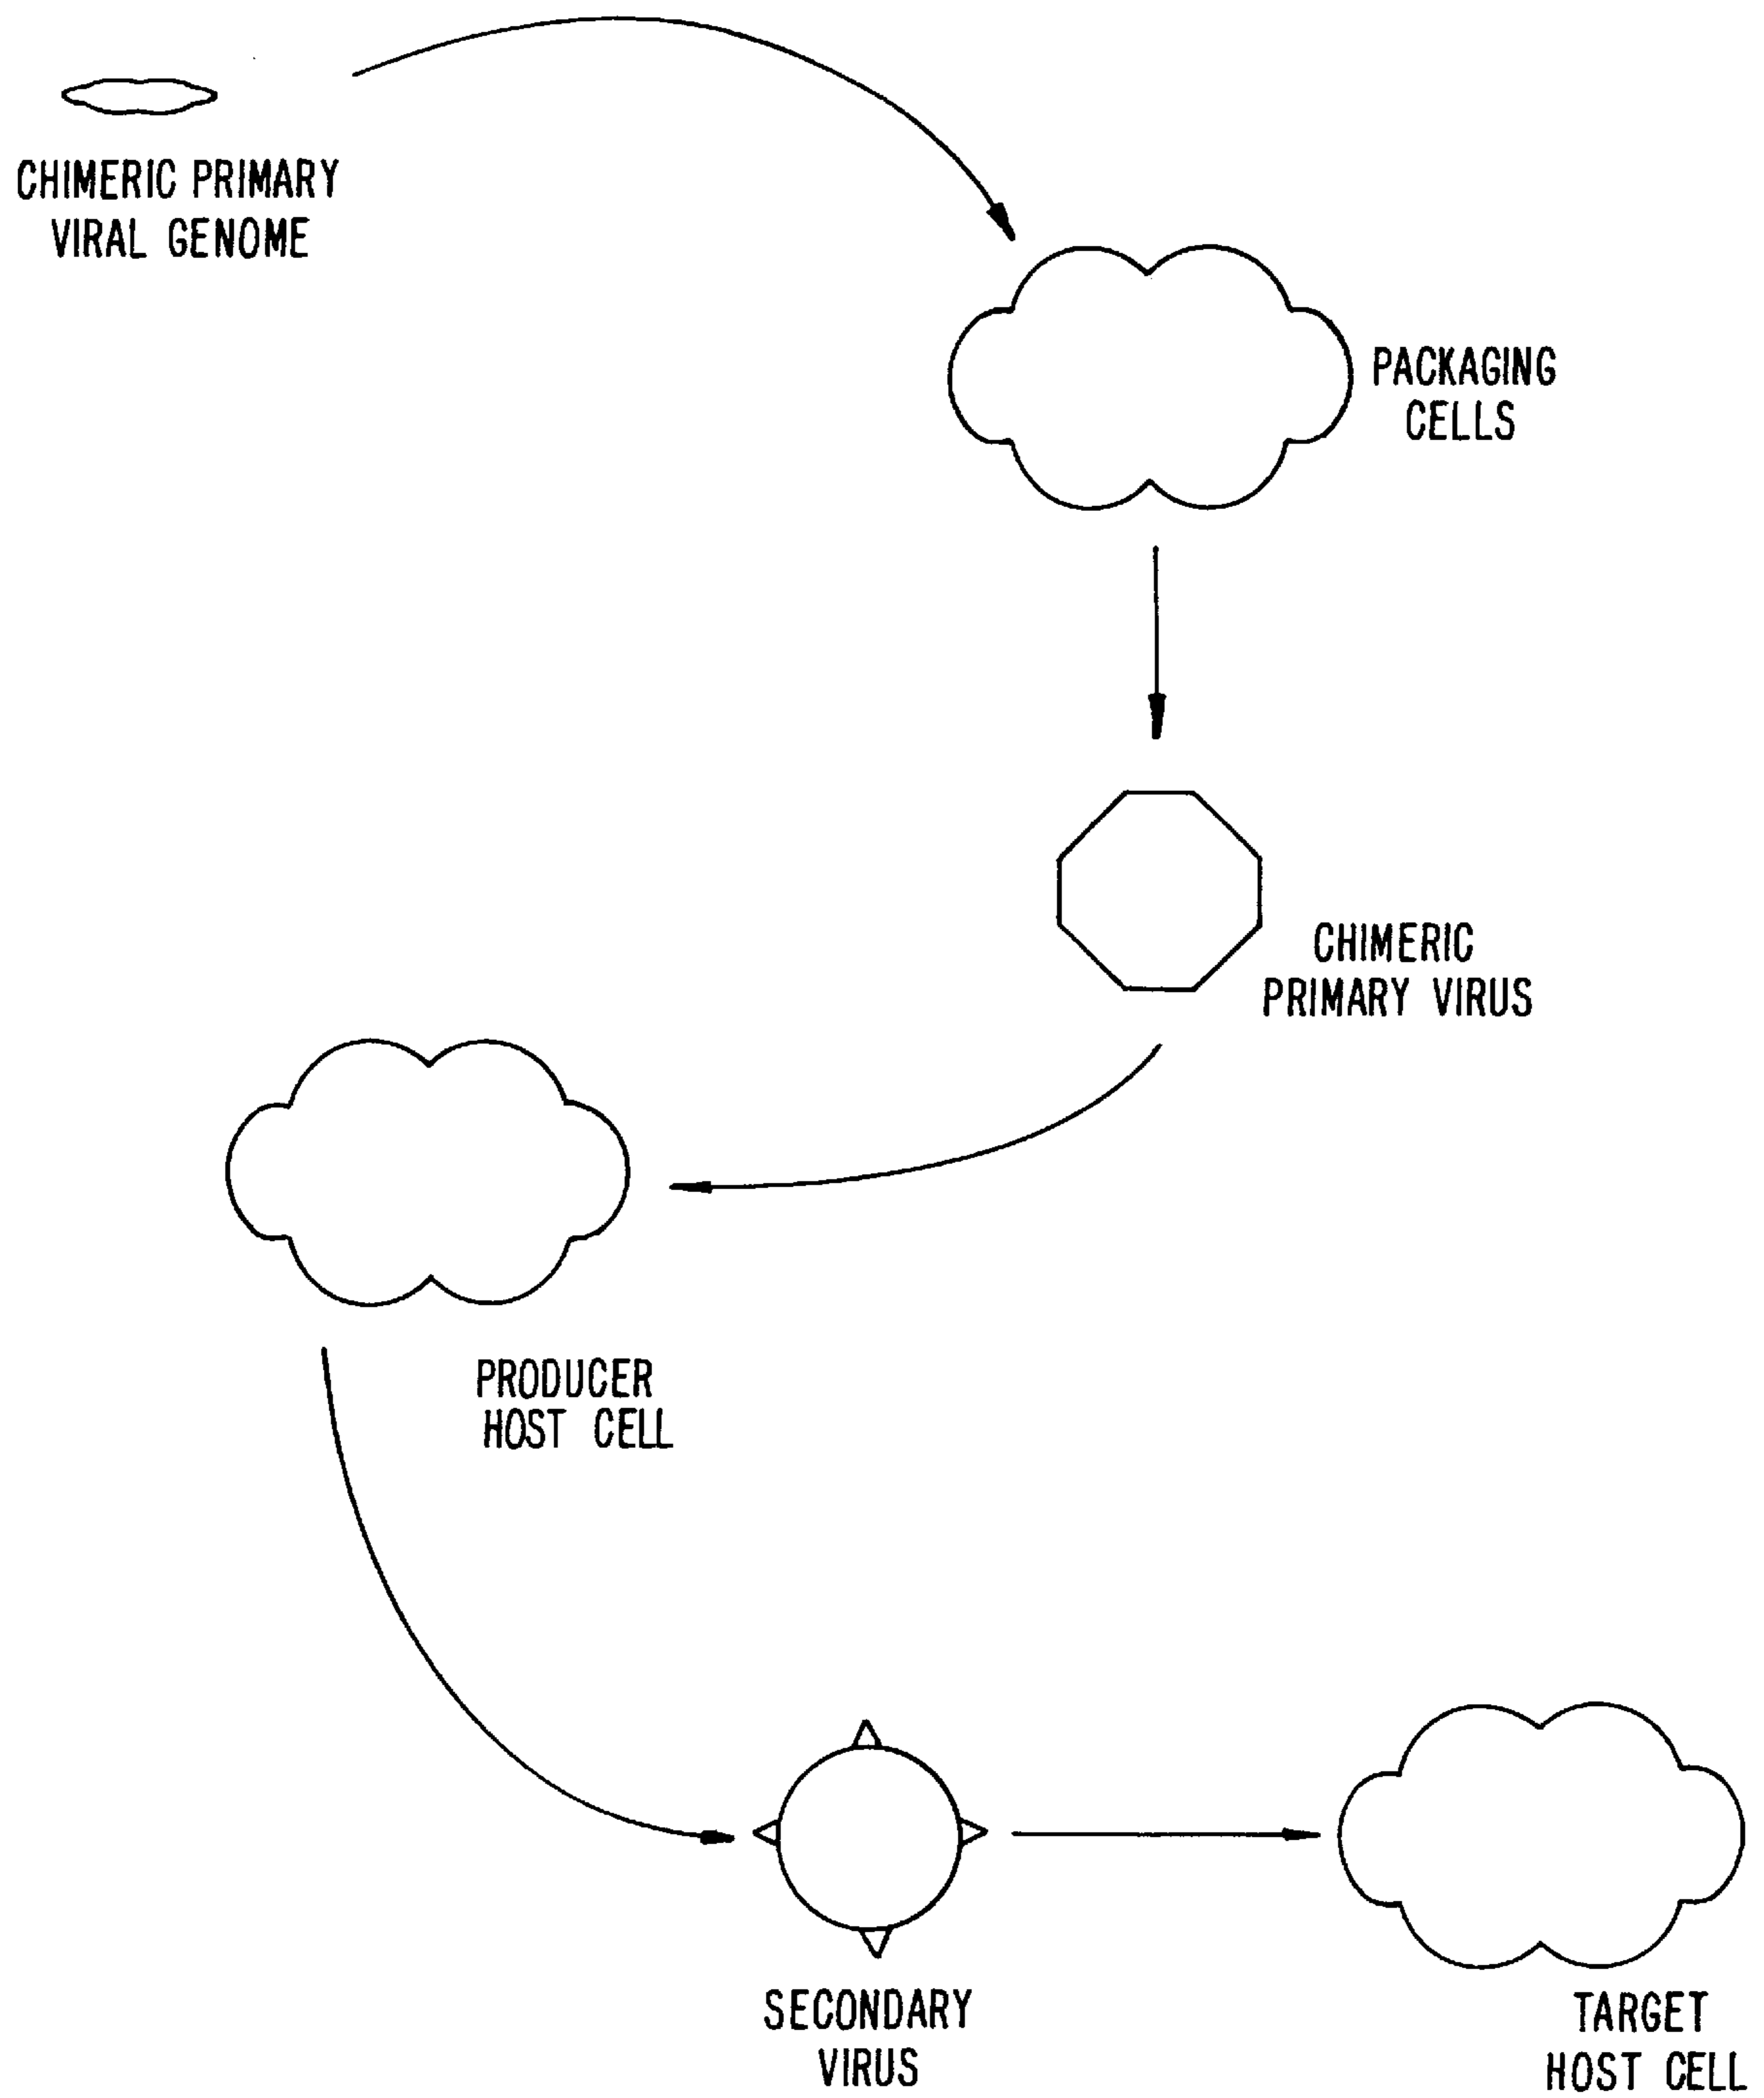 CHIMERIC PRIMARY
VIRAL GENOME
PACKAGING
CELLS
CHIMERIC
PRIMARY VIRUS
PRODUCER
HOST CELL
SECONDARY
VIRUS
TARGET
HOST CELL